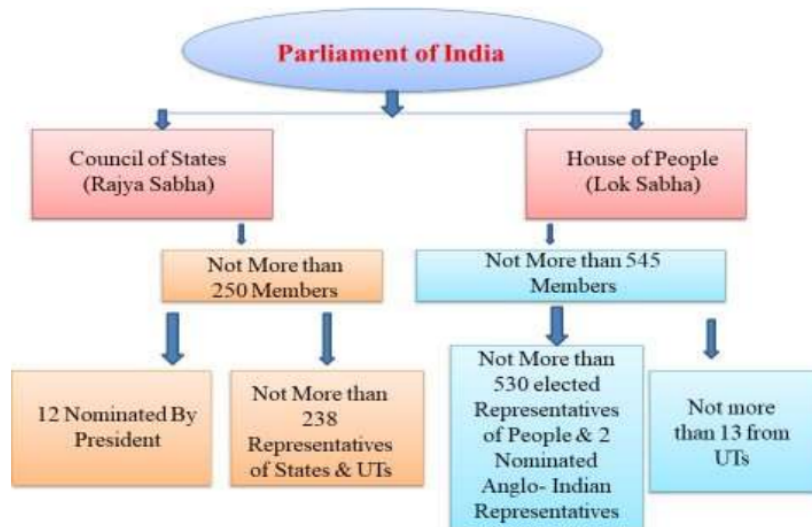 Parliament of India
Council of States
(Rajya Sabha)
House of People
(Lok Sabha)
Not More than
250 Members
Not More than 545
Members
12 Nominated By
President
Not More than
238
Representatives
of States & UTs
Not More than
530 elected
Representatives
of People & 2
Nominated
Anglo- Indian
Representatives
Not more
than 13 from
UTs